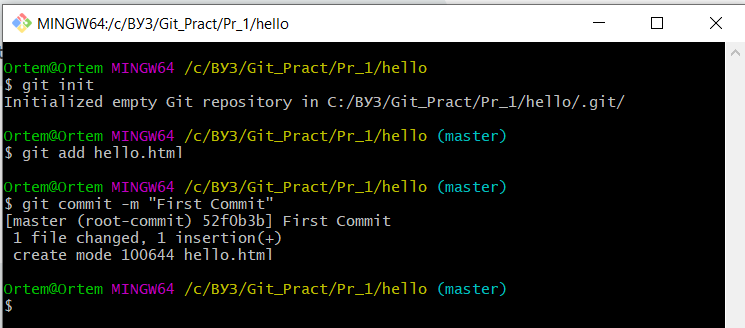 MINGW64:/c/ВУЗ/Git_Pract/Pr_1/hello
Ortem@Ortem MINGW64 /c/ВУЗ/Git_Pract/Pr_1/hello
$ git init
Initialized empty Git repository in C:/ВУЗ/Git_Pract/Pr_1/hello/.git/
Ortem@Ortem MINGW64 /c/ВУЗ/Git_Pract/Pr_1/hello (master)
$ git add hello.html
Ortem@Ortem MINGW64 /c/ВУЗ/Git_Pract/Pr_1/hello (master)
$ git commit -m "First Commit"
[master (root-commit) 52f0b3b] First Commit
 1 file changed, 1 insertion(+)
 create mode 100644 hello.html
Ortem@Ortem MINGW64 /c/ВУЗ/Git_Pract/Pr_1/hello (master)
$